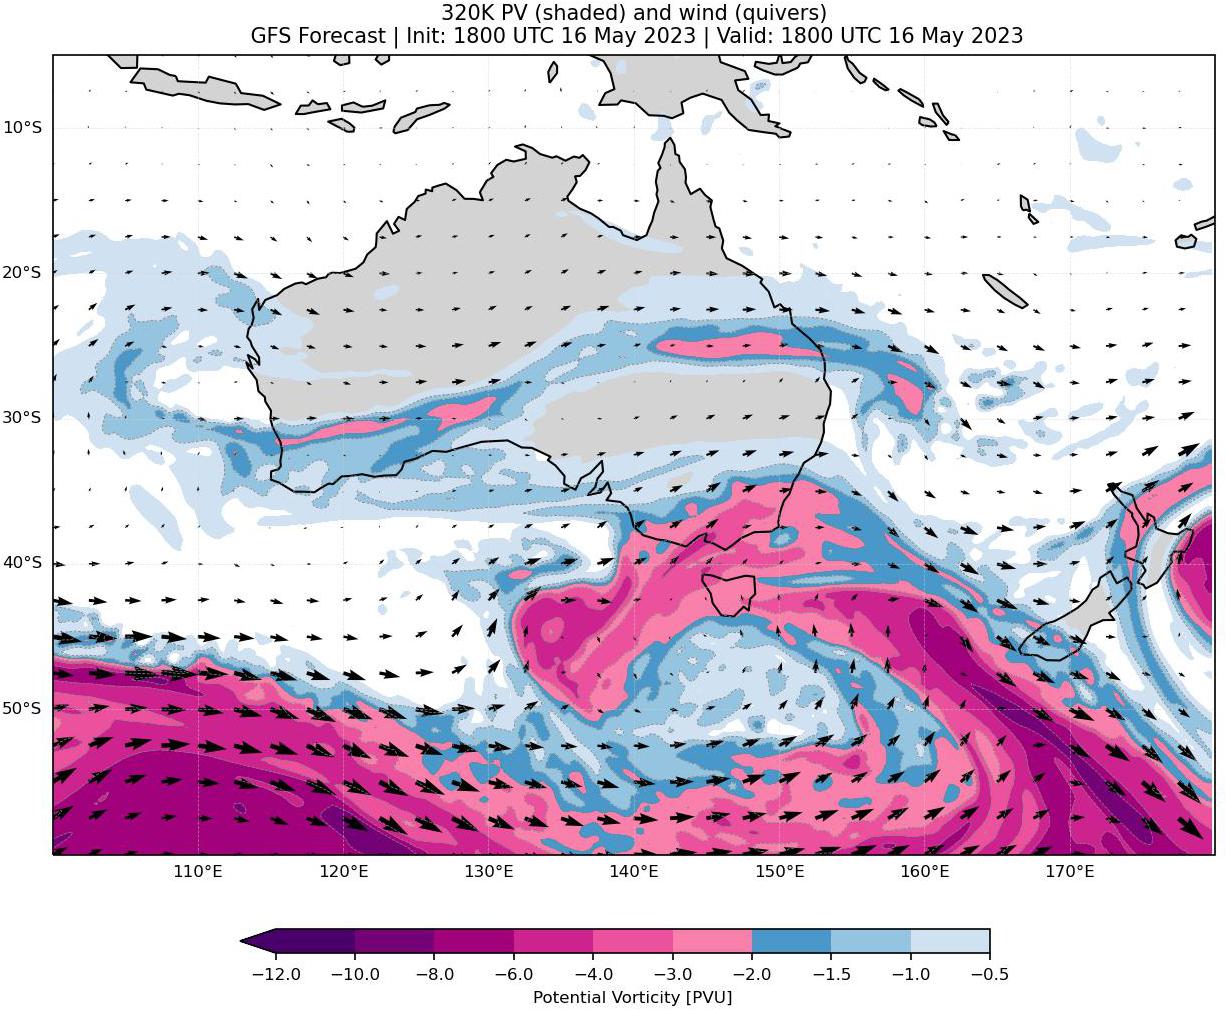 320K PV (shaded) and wind (quivers)
GFS Forecast | Init: 1800 UTC 16 May 2023 | Valid: 1800 UTC 16 May 2023
10°S
20°S
30°S
40°S
50°S
110°E 120°E 130°E 140°E 150°E 160°E 170°E
−12.0 −10.0 −8.0 −6.0 −4.0 −3.0 −2.0 −1.5 −1.0 −0.5
Potential Vorticity [PVU]